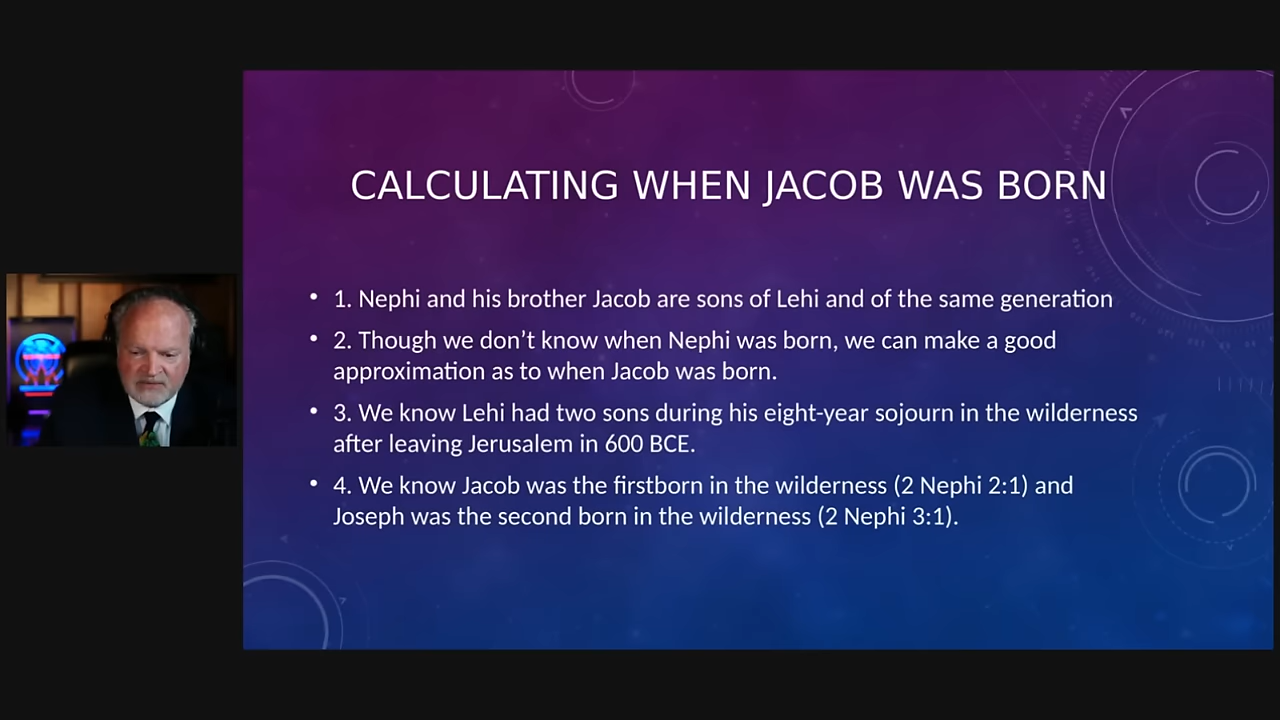 CALCULATING WHEN JACOB WAS BORN
• 1. Nephi and his brother Jacob are sons of Lehi and of the same generation
• 2. Though we don’t know when Nephi was born, we can make a good
approximation as to when Jacob was born.
• 3. We know Lehi had two sons during his eight-year sojourn in the wilderness
after leaving Jerusalem in 600 BCE.
• 4. We know Jacob was the firstborn in the wilderness (2 Nephi 2:1) and
Joseph was the second born in the wilderness (2 Nephi 3:1).